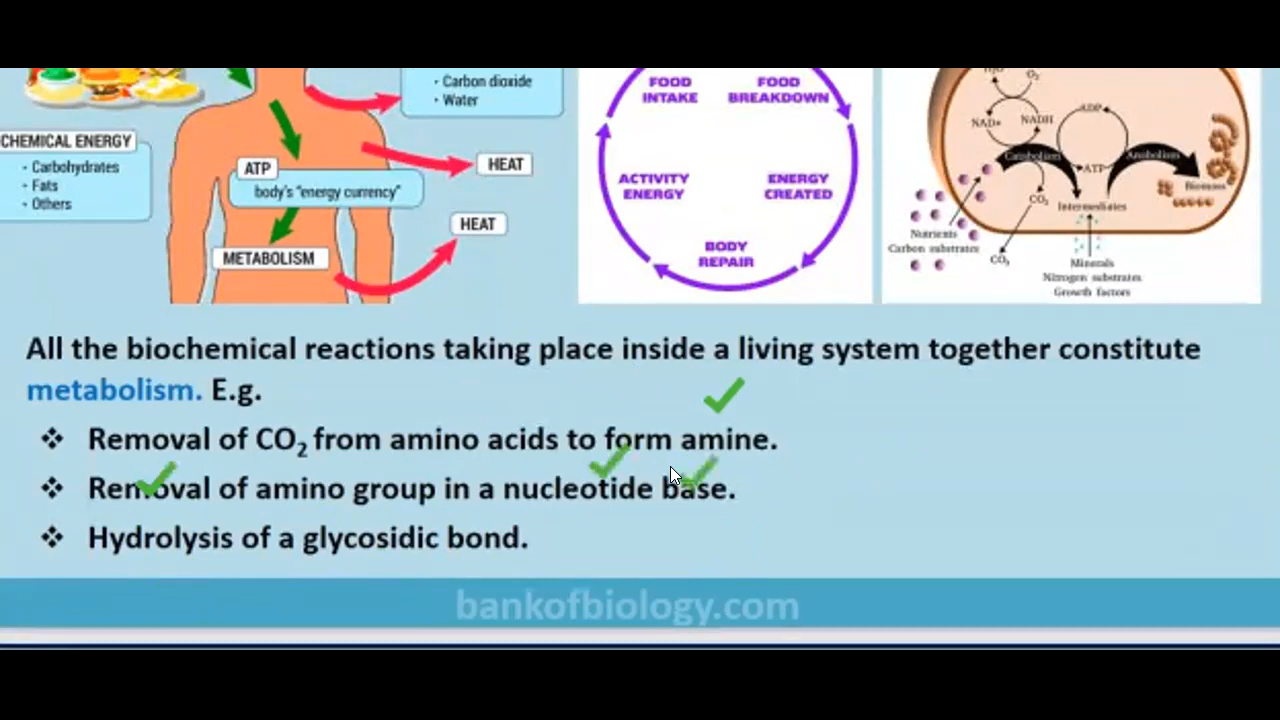 · Carbon dioxide
· Water
CHEMICAL ENERGY
· Carbohydrates
· Fats
· Others
ATP
body's "energy currency"
METABOLISM
HEAT
HEAT
FOOD
INTAKE
FOOD
BREAKDOWN
ACTIVITY
ENERGY
ENERGY
CREATED
BODY
REPAIR
O₂
NAD+
NADH
ADP
Catabolism
ATP
Anabolism
CO₂
Intermediates
Biomass
Nutrients
Carbon substrates
CO₂
Minerals
Nitrogen substrates
Growth factors
All the biochemical reactions taking place inside a living system together constitute
metabolism. E.g.
❖ Removal of CO₂ from amino acids to form amine.
❖ Removal of amino group in a nucleotide base.
❖ Hydrolysis of a glycosidic bond.
bankofbiology.com